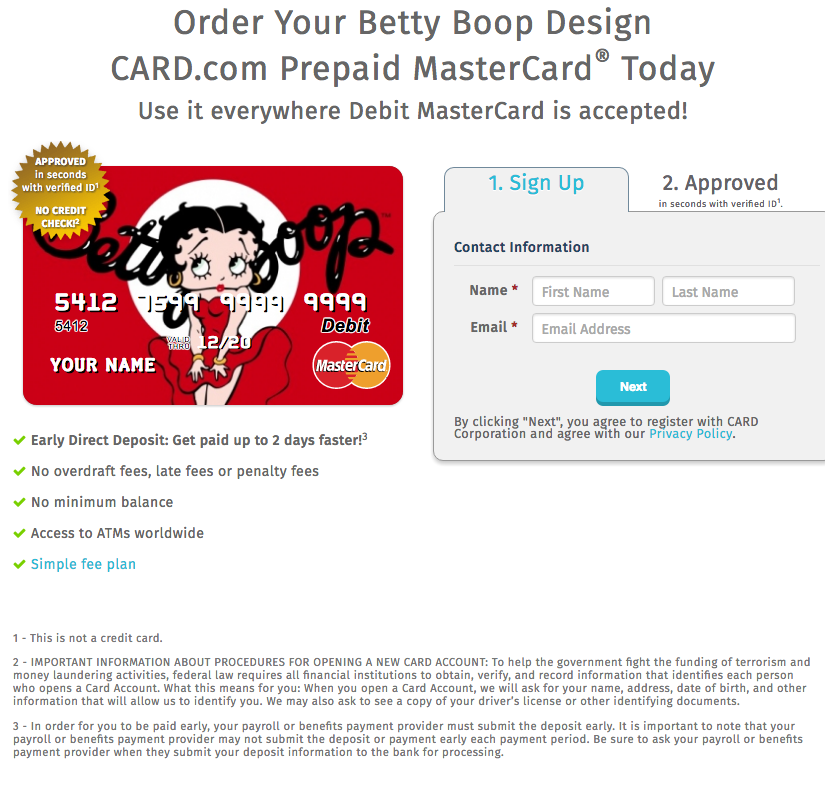 Order Your Betty Boop Design
CARD.com Prepaid MasterCard® Today
Use it everywhere Debit MasterCard is accepted!
APPROVED
in seconds
with verified ID1
NO CREDIT
CHECK!2
Betty Boop™
5412 7599 9999 9999
5412
Debit
VALID
THRU 12/20
YOUR NAME
MasterCard
Early Direct Deposit: Get paid up to 2 days faster!3
No overdraft fees, late fees or penalty fees
No minimum balance
Access to ATMs worldwide
Simple fee plan
1. Sign Up
2. Approved
in seconds with verified ID1.
Contact Information
Name * First Name Last Name
Email * Email Address
Next
By clicking "Next", you agree to register with CARD
Corporation and agree with our Privacy Policy.
1 - This is not a credit card.
2 - IMPORTANT INFORMATION ABOUT PROCEDURES FOR OPENING A NEW CARD ACCOUNT: To help the government fight the funding of terrorism and
money laundering activities, federal law requires all financial institutions to obtain, verify, and record information that identifies each person
who opens a Card Account. What this means for you: When you open a Card Account, we will ask for your name, address, date of birth, and other
information that will allow us to identify you. We may also ask to see a copy of your driver's license or other identifying documents.
3 - In order for you to be paid early, your payroll or benefits payment provider must submit the deposit early. It is important to note that your
payroll or benefits payment provider may not submit the deposit or payment early each payment period. Be sure to ask your payroll or benefits
payment provider when they submit your deposit information to the bank for processing.